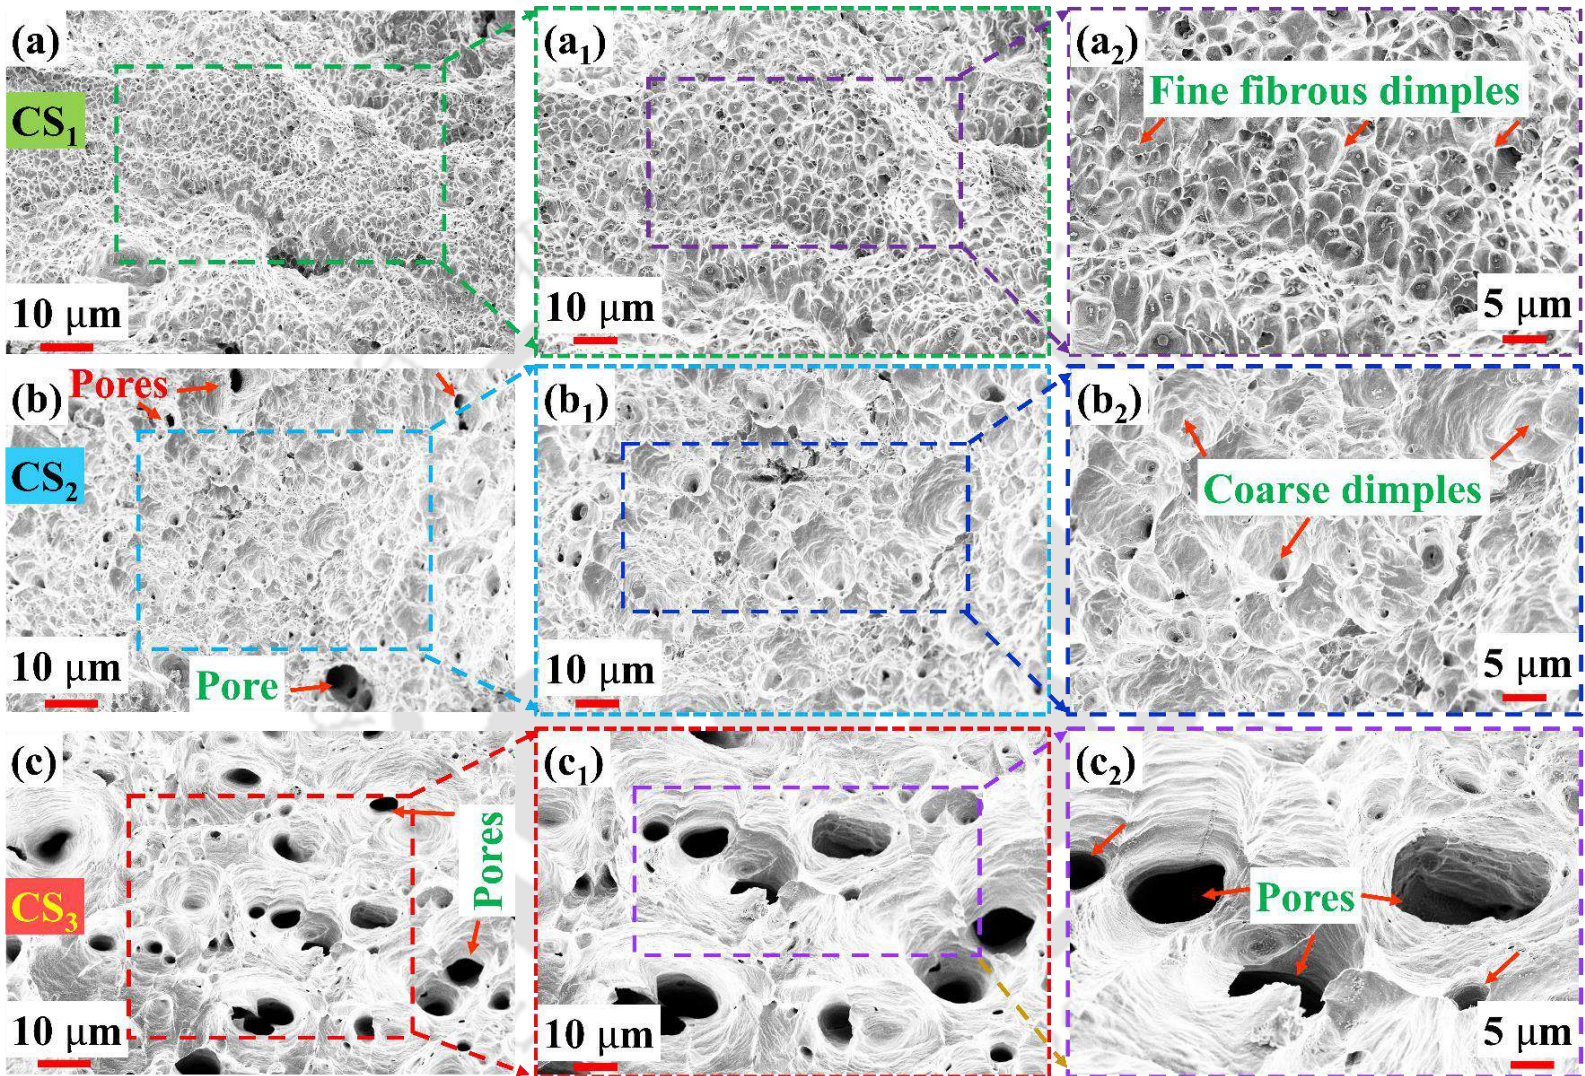 (a)
CS₁
10 μm
(a₁)
10 μm
(a₂)
Fine fibrous dimples
5 μm
Pores
(b)
CS₂
10 μm
Pore
(b₁)
10 μm
(b₂)
Coarse dimples
5 μm
(c)
Pores
CS₃
10 μm
(c₁)
10 μm
(c₂)
Pores
5 μm